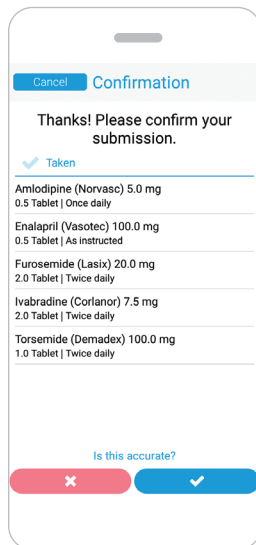 Cancel Confirmation
Thanks! Please confirm your
submission.
Taken
Amlodipine (Norvasc) 5.0 mg
0.5 Tablet | Once daily
Enalapril (Vasotec) 100.0 mg
0.5 Tablet | As instructed
Furosemide (Lasix) 20.0 mg
2.0 Tablet | Twice daily
Ivabradine (Corlanor) 7.5 mg
2.0 Tablet | Twice daily
Torsemide (Demadex) 100.0 mg
1.0 Tablet | Twice daily
Is this accurate?